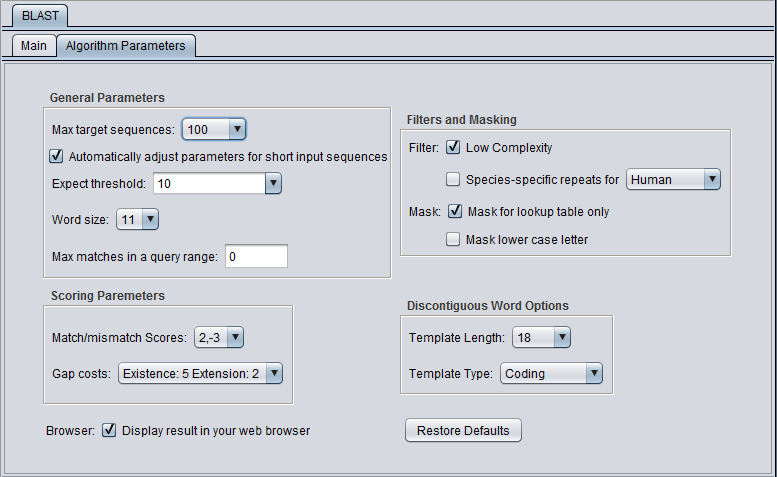 BLAST
Main
Algorithm Parameters
General Parameters
Max target sequences: 100
Automatically adjust parameters for short input sequences
Expect threshold: 10
Word size: 11
Max matches in a query range: 0
Filters and Masking
Filter: Low Complexity
Species-specific repeats for Human
Mask: Mask for lookup table only
Mask lower case letter
Scoring Paremeters
Match/mismatch Scores: 2,-3
Gap costs: Existence: 5 Extension: 2
Discontiguous Word Options
Template Length: 18
Template Type: Coding
Browser: Display result in your web browser
Restore Defaults